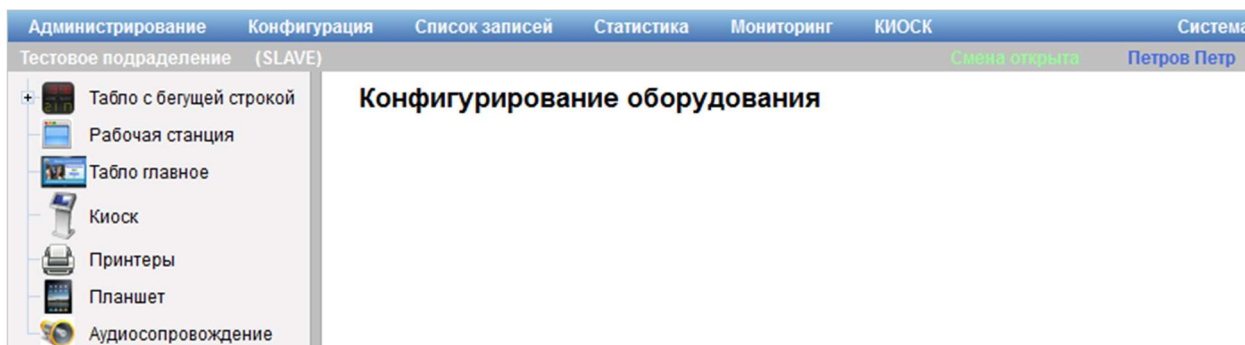 Администрирование Конфигурация Список записей Статистика Мониторинг КИОСК Система
Тестовое подраделение (SLAVE) Смена открыта Петров Петр
Табло с бегущей строкой
Конфигурирование оборудования
Рабочая станция
Табло главное
Киоск
Принтеры
Планшет
Аудиосопровождение